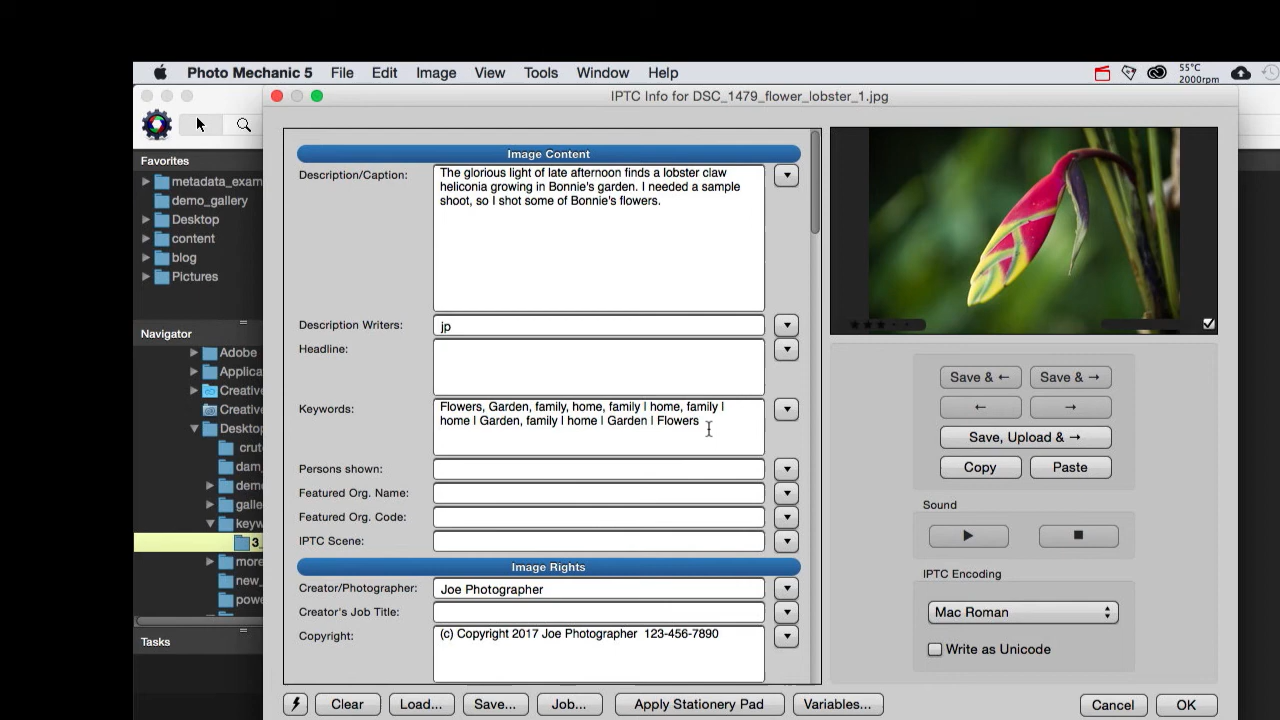 Photo Mechanic 5 File Edit Image View Tools Window Help
55°C
2000rpm
IPTC Info for DSC_1479_flower_lobster_1.jpg
Favorites
metadata_exam
demo_gallery
Desktop
content
blog
Pictures
Navigator
Adobe
Applica
Creativ
Creativ
Desktop
crut
dam_
dem
galle
keyw
3_
more
new_
powe
Tasks
Image Content
Description/Caption:
The glorious light of late afternoon finds a lobster claw
heliconia growing in Bonnie's garden. I needed a sample
shoot, so I shot some of Bonnie's flowers.
Description Writers: jp
Headline:
Keywords:
Flowers, Garden, family, home, family | home, family |
home | Garden, family | home | Garden | Flowers
Persons shown:
Featured Org. Name:
Featured Org. Code:
IPTC Scene:
Image Rights
Creator/Photographer: Joe Photographer
Creator's Job Title:
Copyright: (c) Copyright 2017 Joe Photographer 123-456-7890
Clear Load... Save... Job... Apply Stationery Pad Variables...
Save & ← Save & →
← →
Save, Upload & →
Copy Paste
Sound
IPTC Encoding
Mac Roman
Write as Unicode
Cancel OK